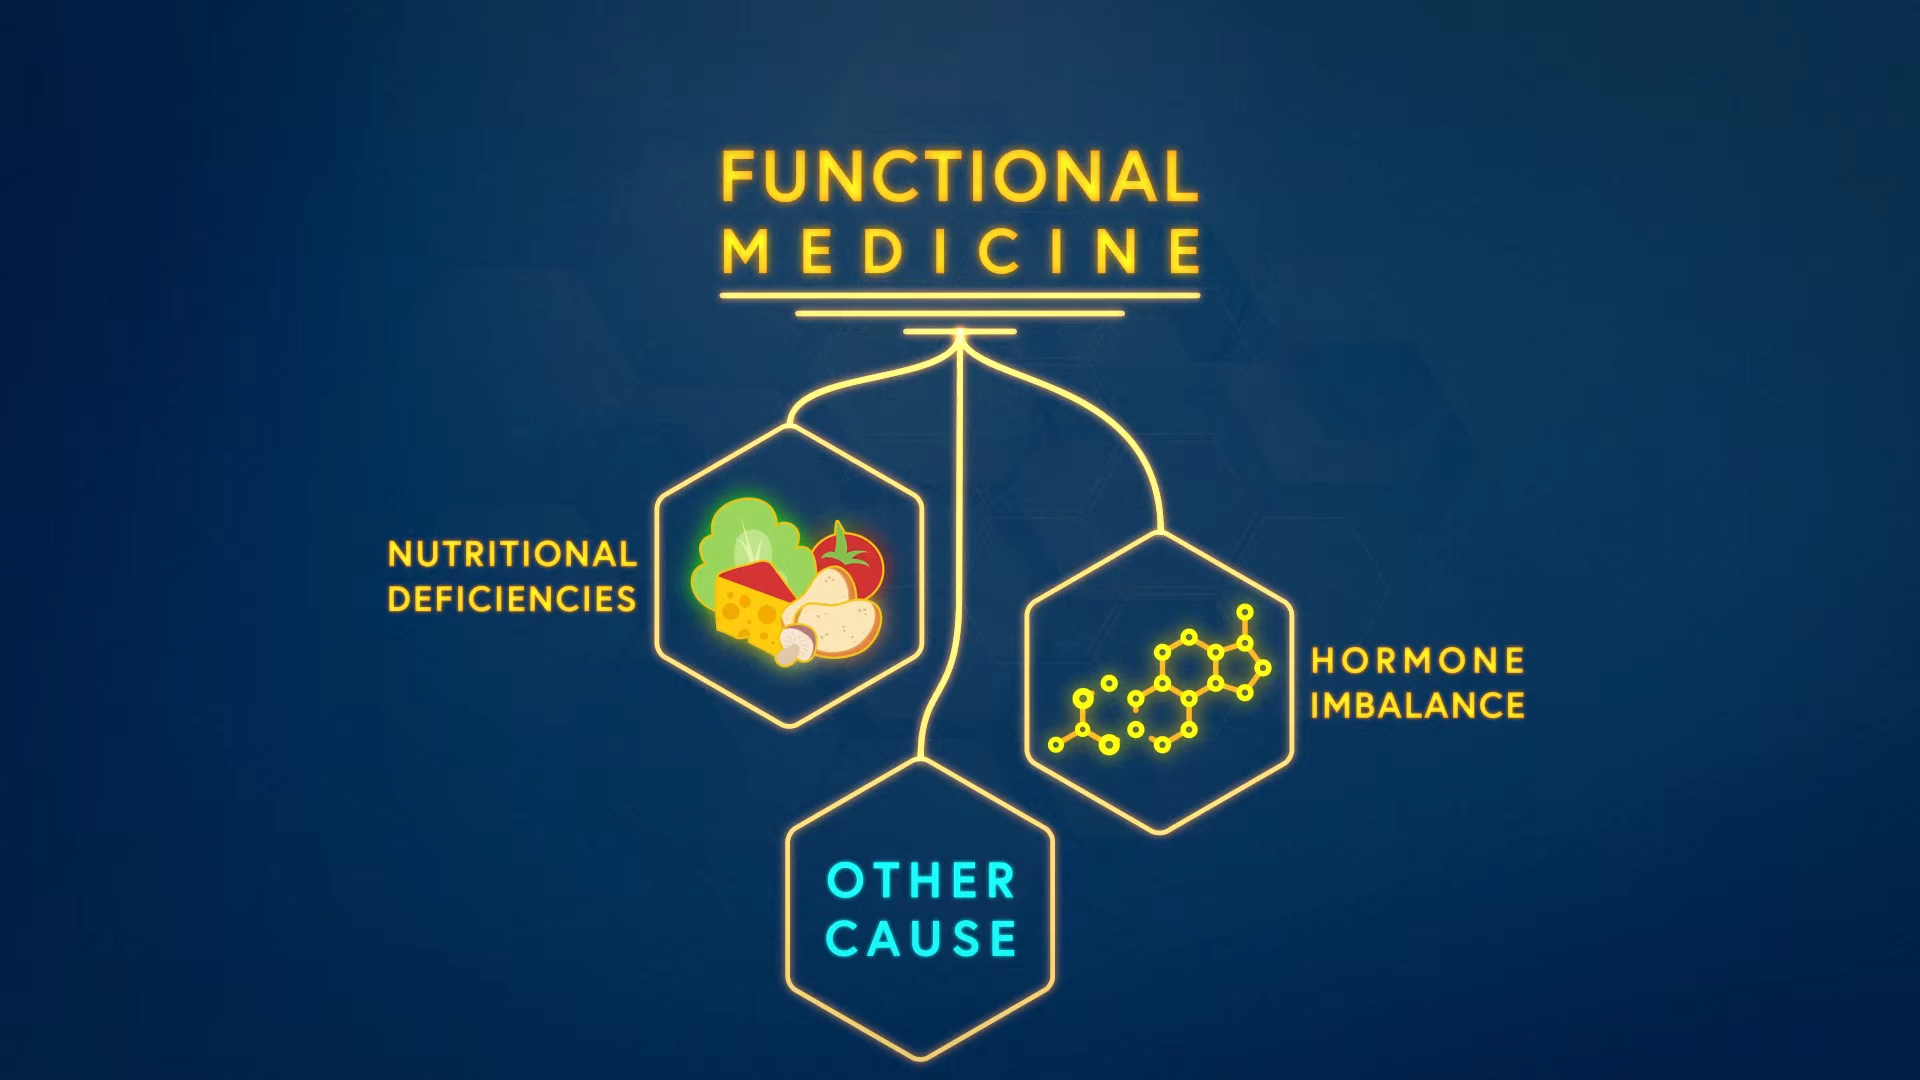 FUNCTIONAL
MEDICINE
NUTRITIONAL
DEFICIENCIES
HORMONE
IMBALANCE
OTHER
CAUSE